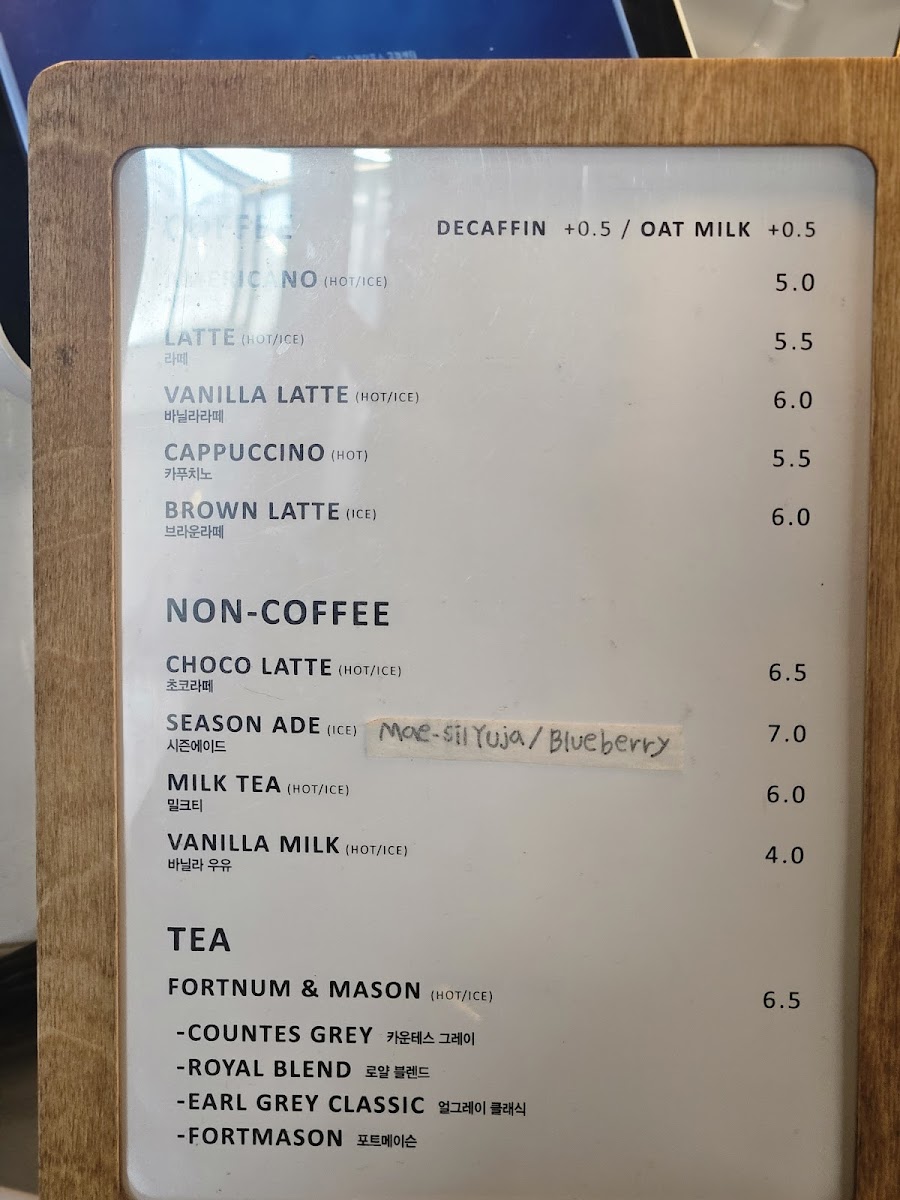 COFFEE
DECAFFIN +0.5 / OAT MILK +0.5
AMERICANO (HOT/ICE) 5.0
LATTE (HOT/ICE) 5.5
라떼
VANILLA LATTE (HOT/ICE) 6.0
바닐라라떼
CAPPUCCINO (HOT) 5.5
카푸치노
BROWN LATTE (ICE) 6.0
브라운라떼
NON-COFFEE
CHOCO LATTE (HOT/ICE) 6.5
초코라떼
SEASON ADE (ICE) Mae-sil Yuja / Blueberry 7.0
시즌에이드
MILK TEA (HOT/ICE) 6.0
밀크티
VANILLA MILK (HOT/ICE) 4.0
바닐라 우유
TEA
FORTNUM & MASON (HOT/ICE) 6.5
-COUNTES GREY 카운테스 그레이
-ROYAL BLEND 로얄 블렌드
-EARL GREY CLASSIC 얼그레이 클래식
-FORTMASON 포트메이슨